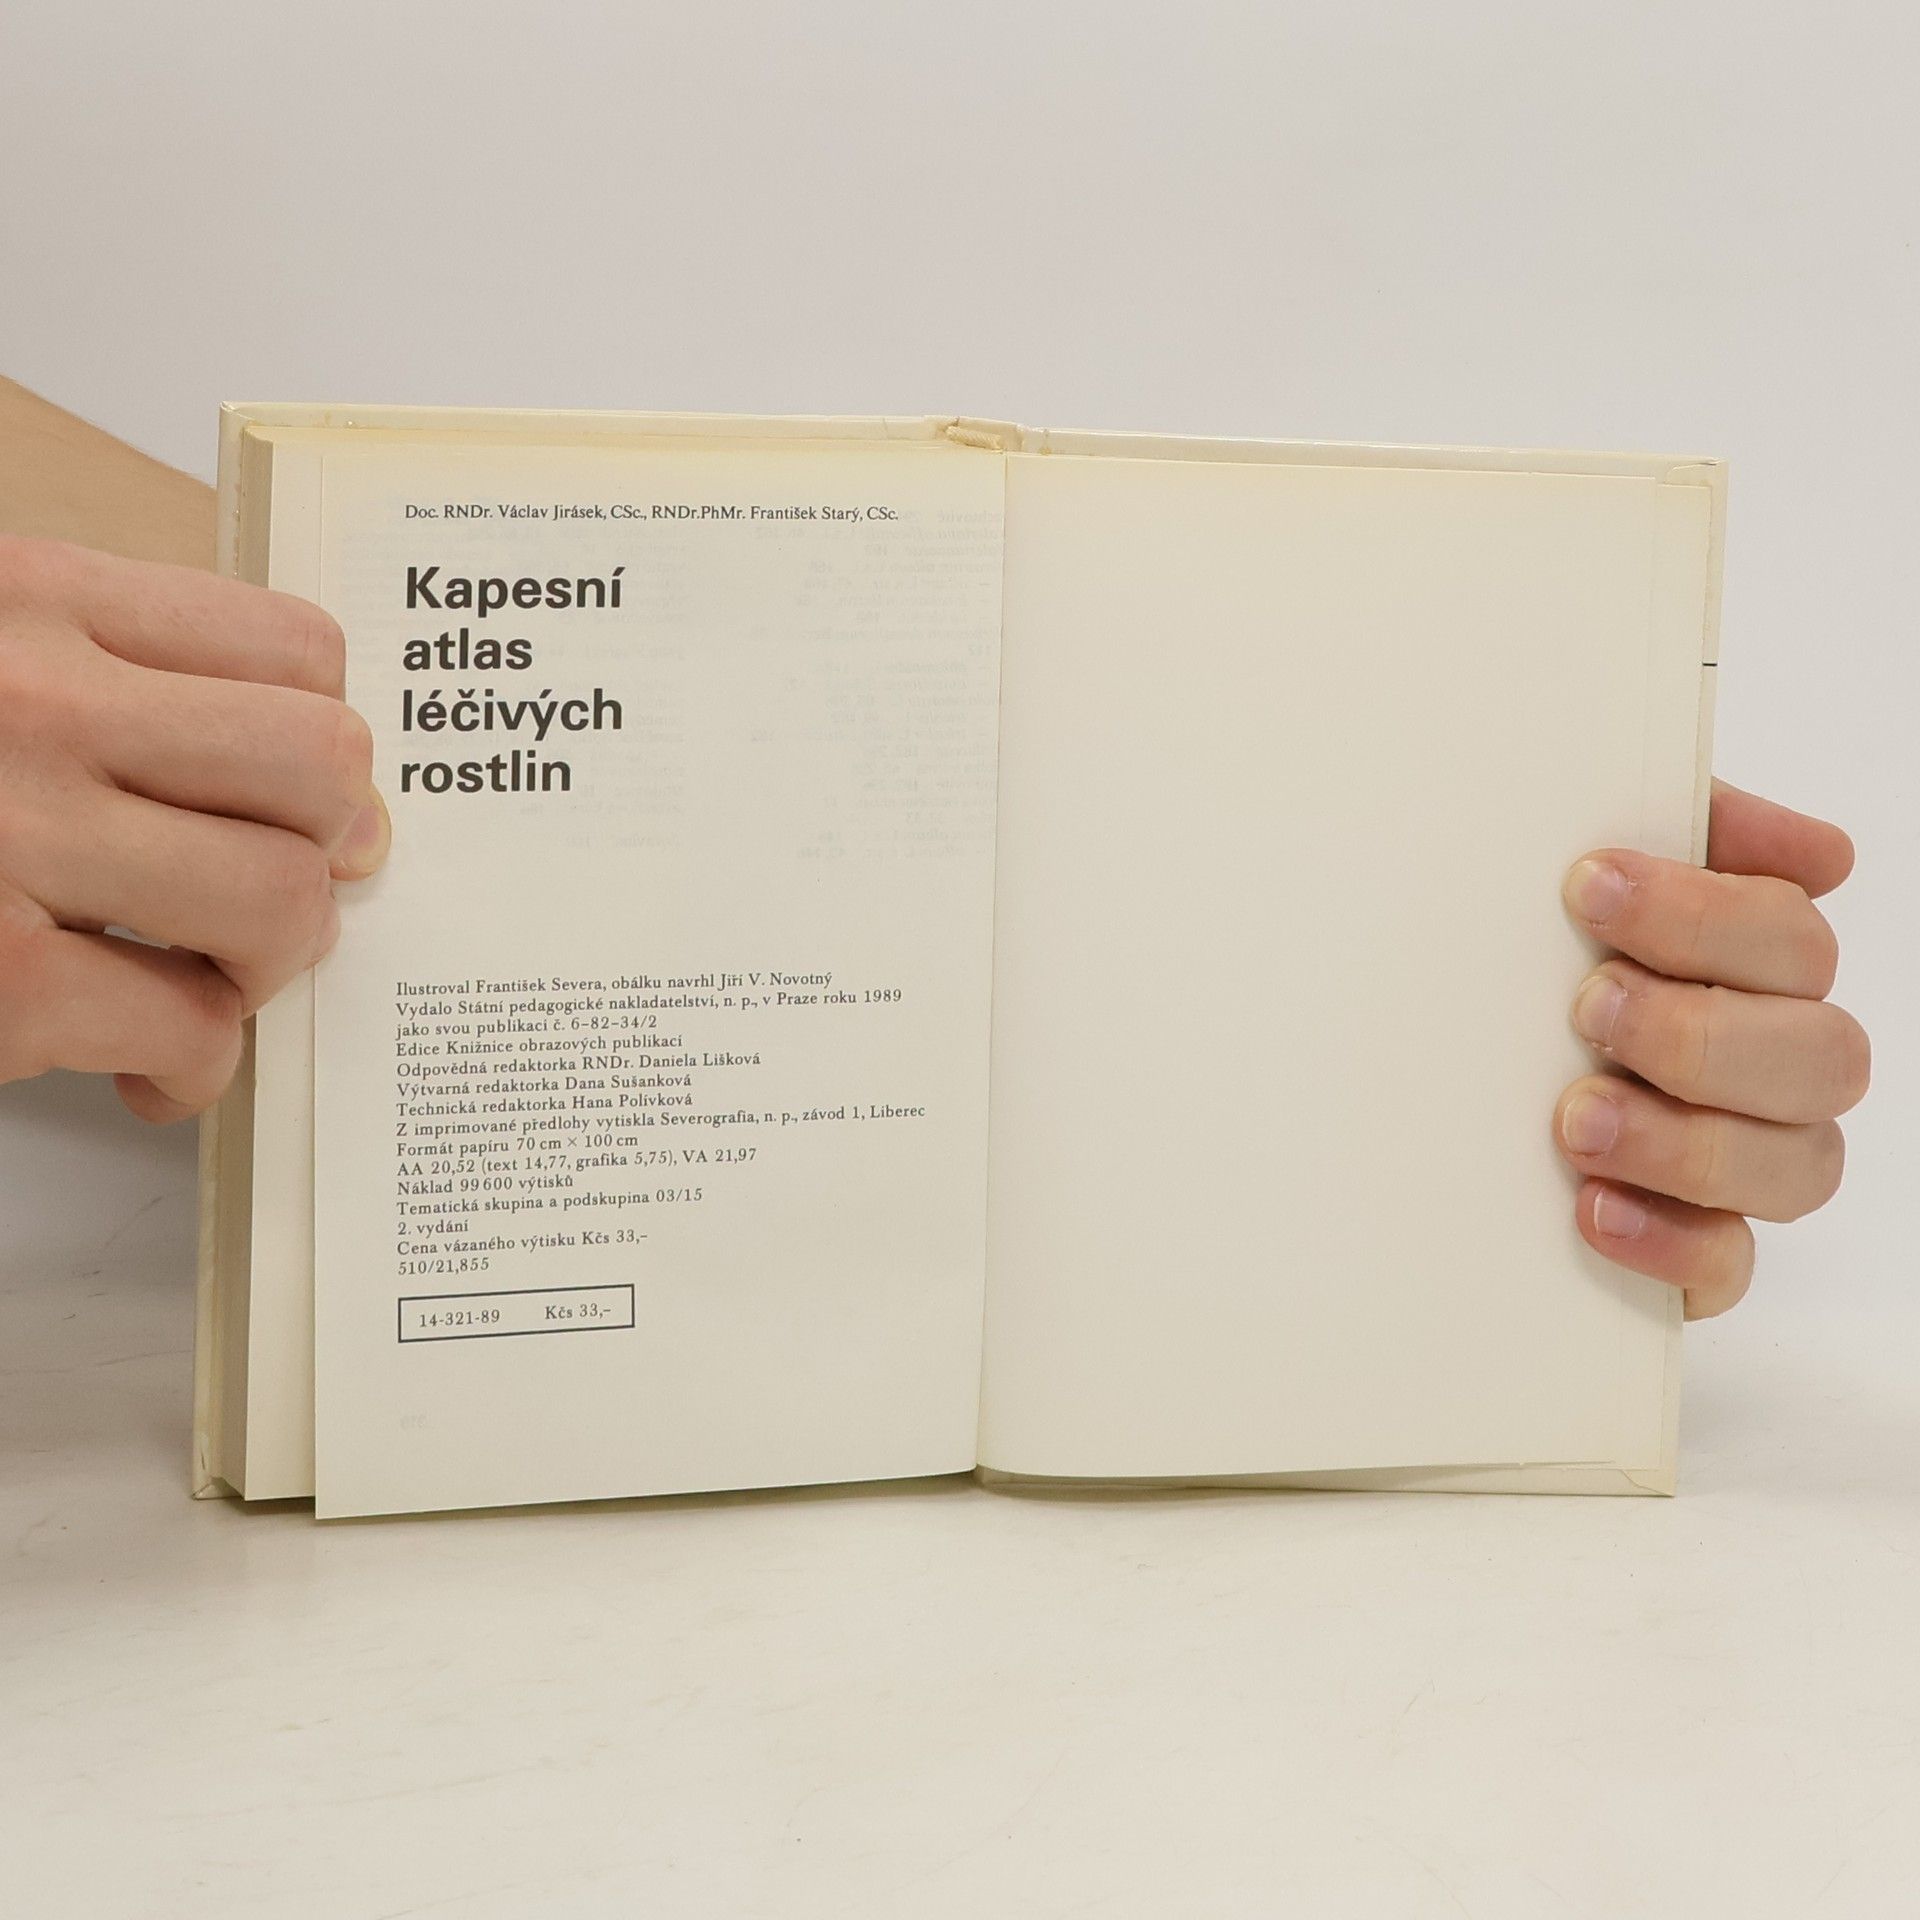 Doc. RNDr. Václav Jirásek, CSc., RNDr.PhMr. František Starý, CSc.
Kapesní
atlas
léčivých
rostlin
Ilustroval František Severa, obálku navrhl Jiří V. Novotný
Vydalo Státní pedagogické nakladatelství, n. p., v Praze roku 1989
jako svou publikaci č. 6–82–34/2
Edice Knižnice obrazových publikací
Odpovědná redaktorka RNDr. Daniela Lišková
Výtvarná redaktorka Dana Sušanková
Technická redaktorka Hana Polívková
Z imprimované předlohy vytiskla Severografia, n. p., závod 1, Liberec
Formát papíru 70 cm × 100 cm
AA 20,52 (text 14,77, grafika 5,75), VA 21,97
Náklad 99 600 výtisků
Tematická skupina a podskupina 03/15
2. vydání
Cena vázaného výtisku Kčs 33,–
510/21,855
14-321-89 Kčs 33,–